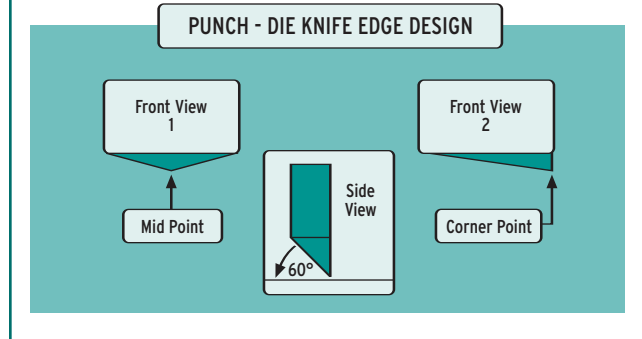 PUNCH - DIE KNIFE EDGE DESIGN
Front View
1
Mid Point
Side
View
60°
Front View
2
Corner Point